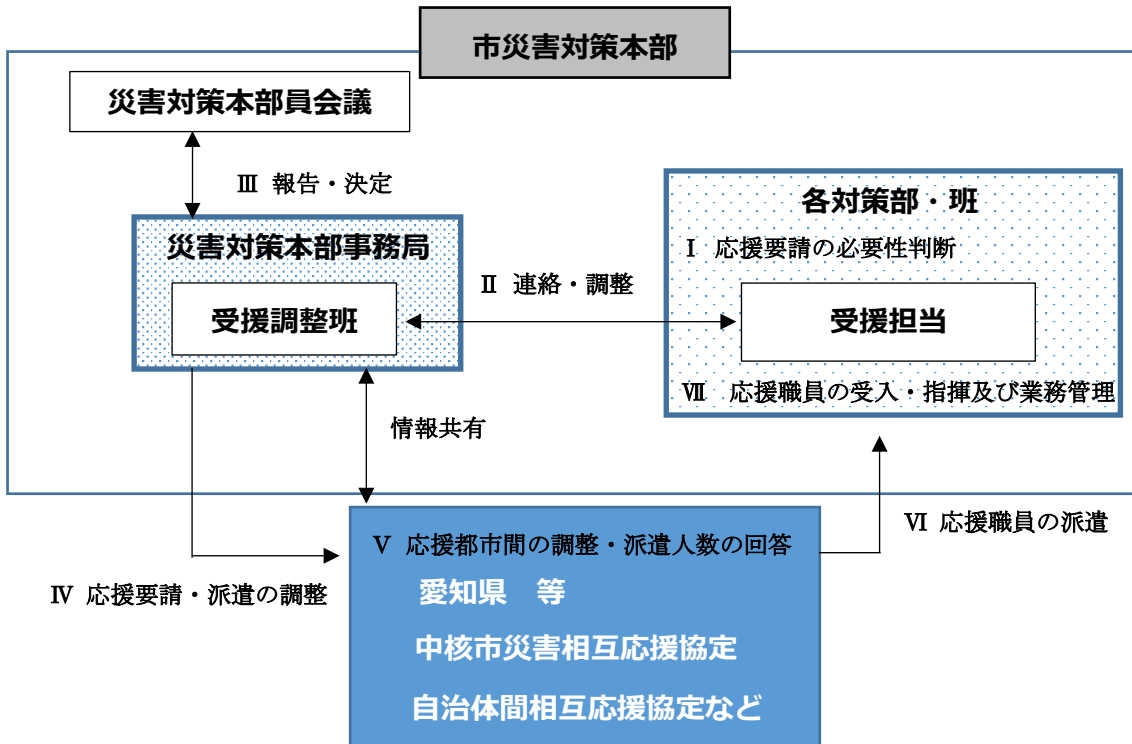 市災害対策本部
災害対策本部員会議
Ⅲ 報告・決定
災害対策本部事務局
受援調整班
Ⅱ 連絡・調整
各対策部・班
Ⅰ 応援要請の必要性判断
受援担当
Ⅶ 応援職員の受入・指揮及び業務管理
情報共有
Ⅳ 応援要請・派遣の調整
Ⅴ 応援都市間の調整・派遣人数の回答
愛知県 等
中核市災害相互応援協定
自治体間相互応援協定など
Ⅵ 応援職員の派遣